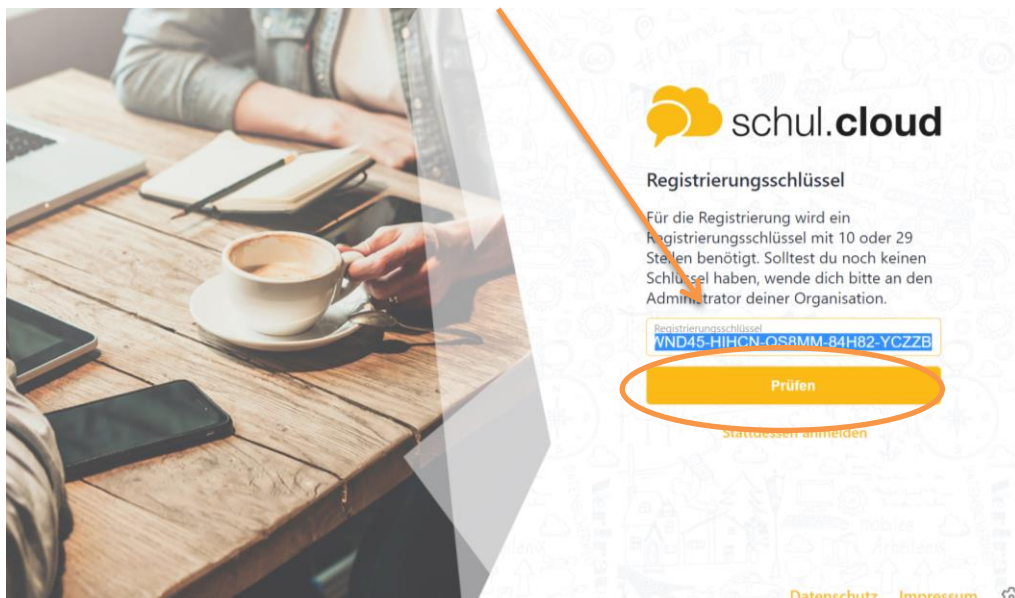 schul.cloud
Registrierungsschlüssel
Für die Registrierung wird ein
Registrierungsschlüssel mit 10 oder 29
Stellen benötigt. Solltest du noch keinen
Schlüssel haben, wende dich bitte an den
Administrator deiner Organisation.
Registrierungsschlüssel
WND45-HIHCN-OS8MM-84H82-YCZZB
Prüfen
Stattdessen anmelden
Datenschutz Impressum